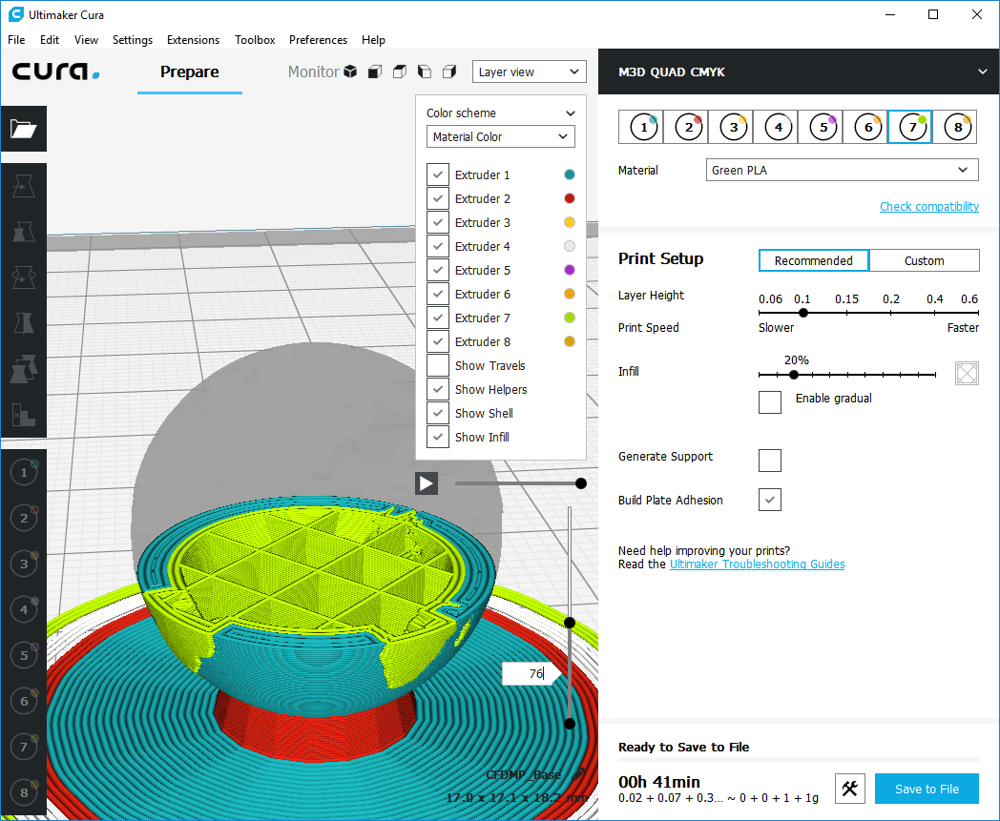 Ultimaker Cura
File Edit View Settings Extensions Toolbox Preferences Help
cura.
Prepare
Monitor
Layer view
M3D QUAD CMYK
Color scheme
Material Color
Extruder 1
Extruder 2
Extruder 3
Extruder 4
Extruder 5
Extruder 6
Extruder 7
Extruder 8
Show Travels
Show Helpers
Show Shell
Show Infill
1 2 3 4 5 6 7 8
Material
Green PLA
Check compatibility
Print Setup
Recommended
Custom
Layer Height
0.06 0.1 0.15 0.2 0.4 0.6
Print Speed
Slower
Faster
20%
Infill
Enable gradual
Generate Support
Build Plate Adhesion
Need help improving your prints?
Read the Ultimaker Troubleshooting Guides
1
2
3
4
5
6
7
8
76
CFDMP_Base
17.0 x 17.1 x 18.2 mm
Ready to Save to File
00h 41min
0.02 + 0.07 + 0.3... ~ 0 + 0 + 1 + 1g
Save to File